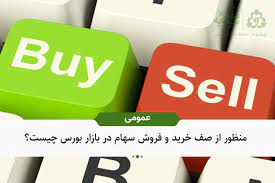 Buy
Sell
عمومی
منظور از صف خرید و فروش سهام در بازار بورس چیست؟